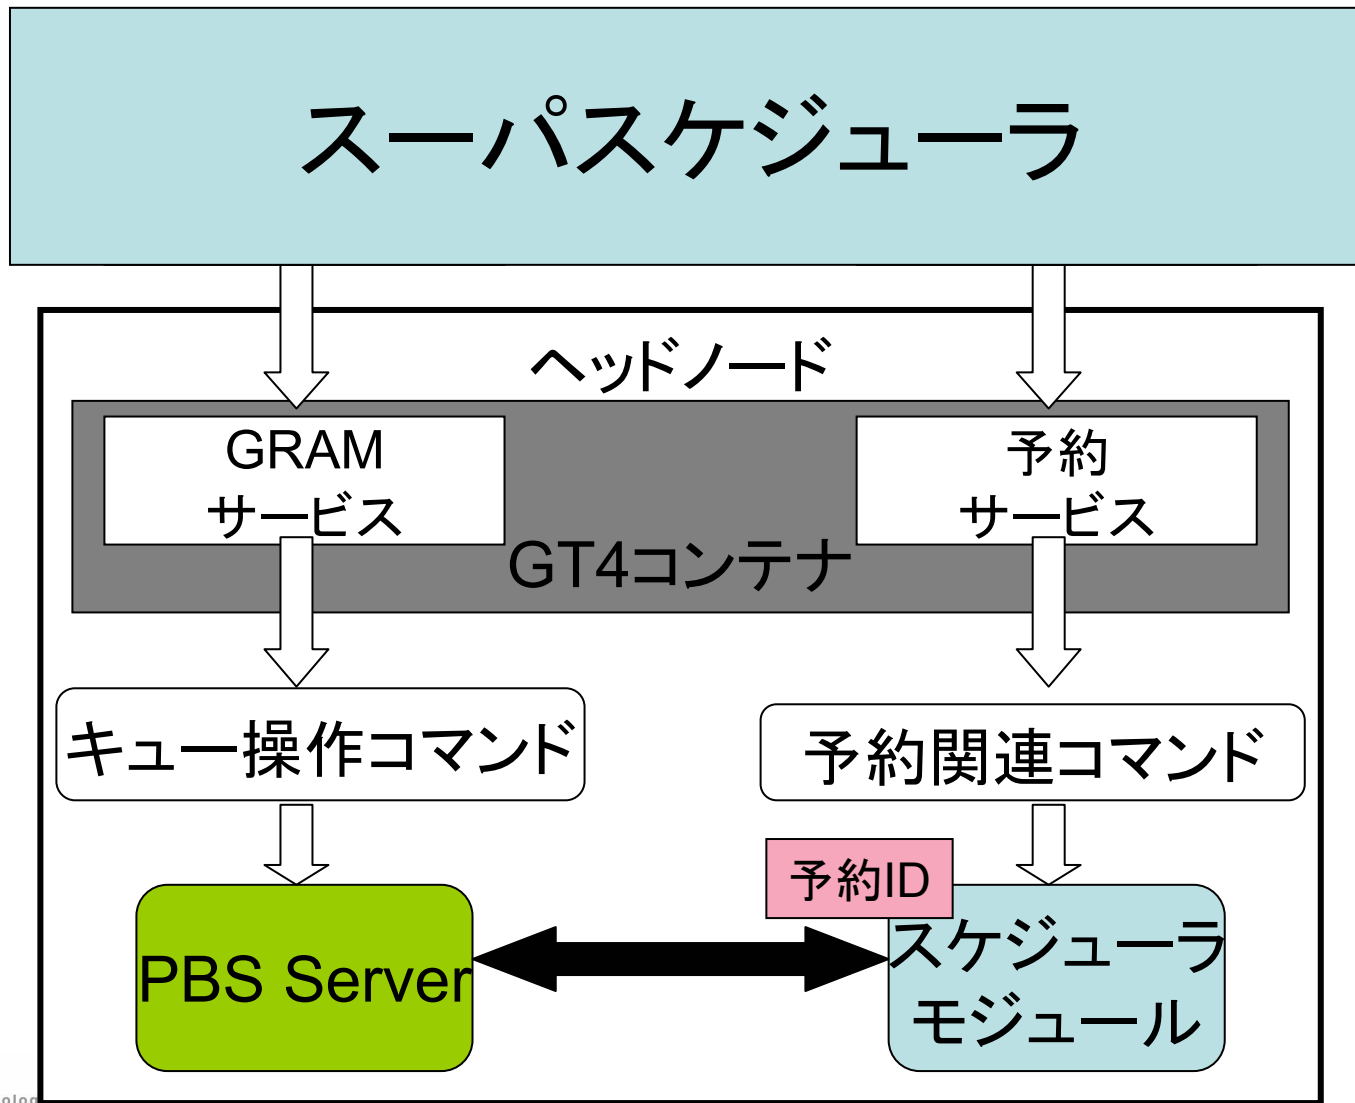 スーパスケジューラ
ヘッドノード
GRAM
サービス
予約
サービス
GT4コンテナ
キュー操作コマンド
予約関連コマンド
予約ID
PBS Server
スケジューラ
モジュール